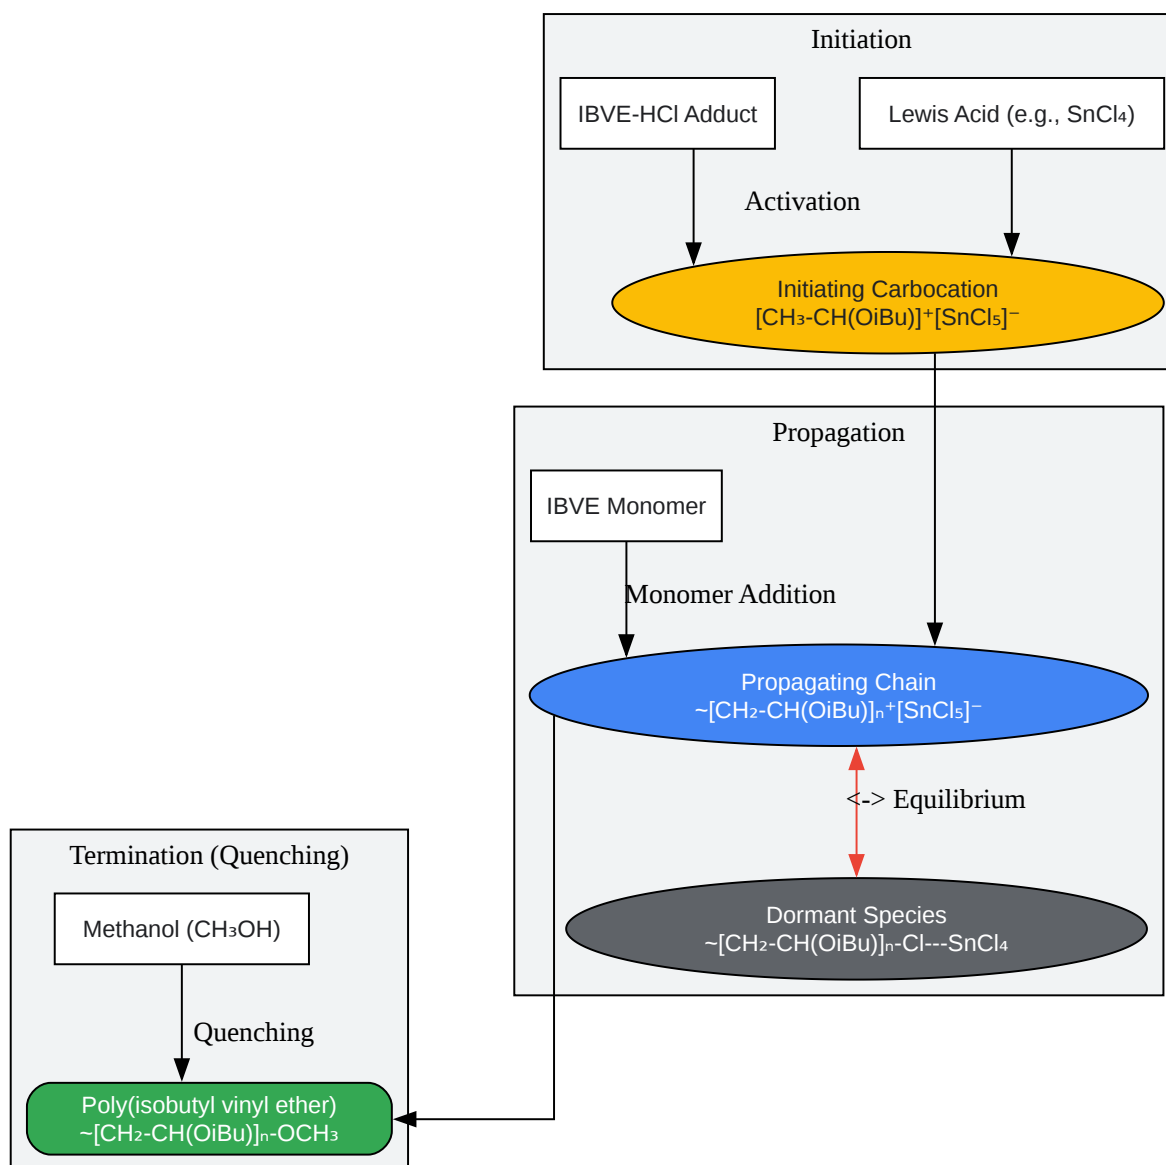 Initiation
IBVE-HCl Adduct
Lewis Acid (e.g., SnCl₄)
Activation
Initiating Carbocation
[CH₃-CH(OiBu)]⁺[SnCl₅]⁻
Propagation
IBVE Monomer
Monomer Addition
Propagating Chain
~[CH₂-CH(OiBu)]ₙ⁺[SnCl₅]⁻
<-> Equilibrium
Dormant Species
~[CH₂-CH(OiBu)]ₙ-Cl---SnCl₄
Termination (Quenching)
Methanol (CH₃OH)
Quenching
Poly(isobutyl vinyl ether)
~[CH₂-CH(OiBu)]ₙ-OCH₃